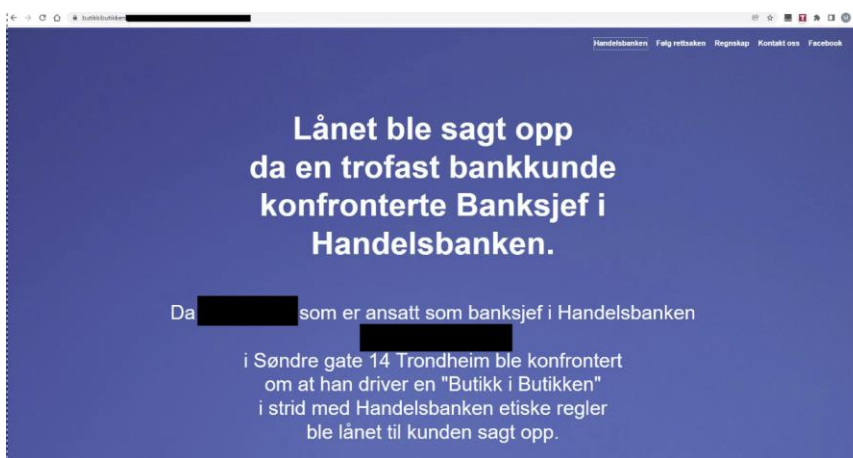 butikkibutikken
Handelsbanken Følg rettsaken Regnskap Kontakt oss Facebook
Lånet ble sagt opp
da en trofast bankkunde
konfronterte Banksjef i
Handelsbanken.
Da som er ansatt som banksjef i Handelsbanken
i Søndre gate 14 Trondheim ble konfrontert
om at han driver en "Butikk i Butikken"
i strid med Handelsbanken etiske regler
ble lånet til kunden sagt opp.